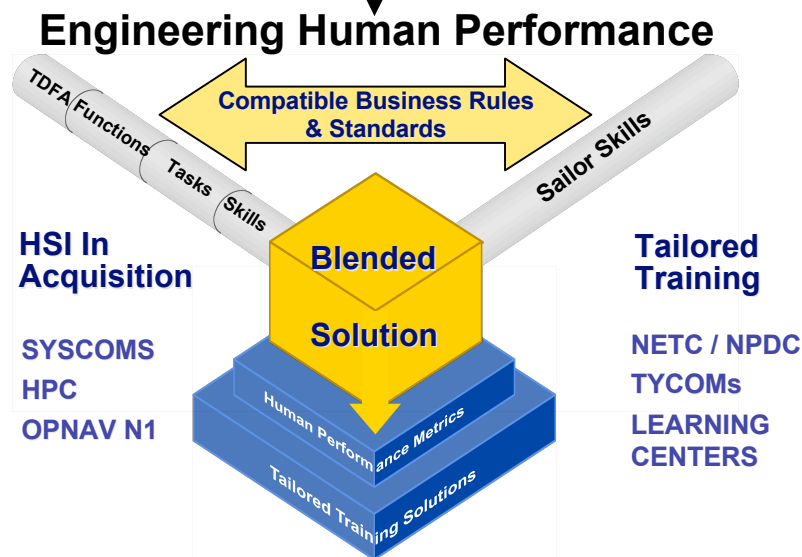 Engineering Human Performance
TDFA
Functions
Tasks
Skills
Compatible Business Rules
& Standards
Sailor Skills
HSI In
Acquisition
SYSCOMS
HPC
OPNAV N1
Blended
Solution
Human Performance Metrics
Tailored Training Solutions
Tailored
Training
NETC / NPDC
TYCOMs
LEARNING
CENTERS